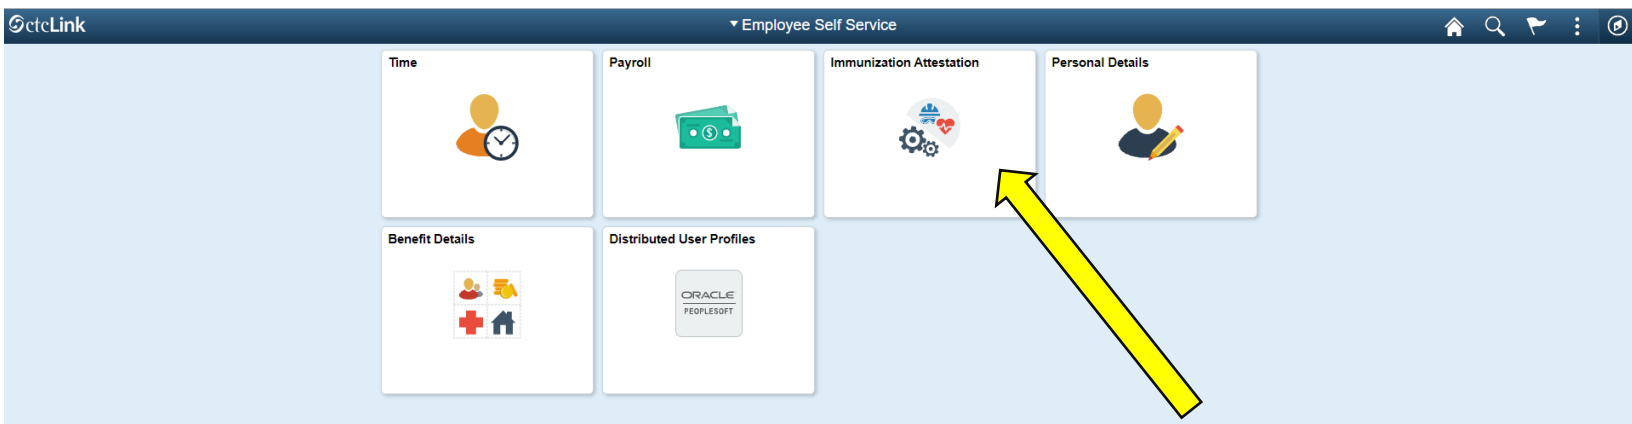 ctcLink
Employee Self Service
Time
Payroll
Immunization Attestation
Personal Details
$
Benefit Details
Distributed User Profiles
ORACLE
PEOPLESOFT